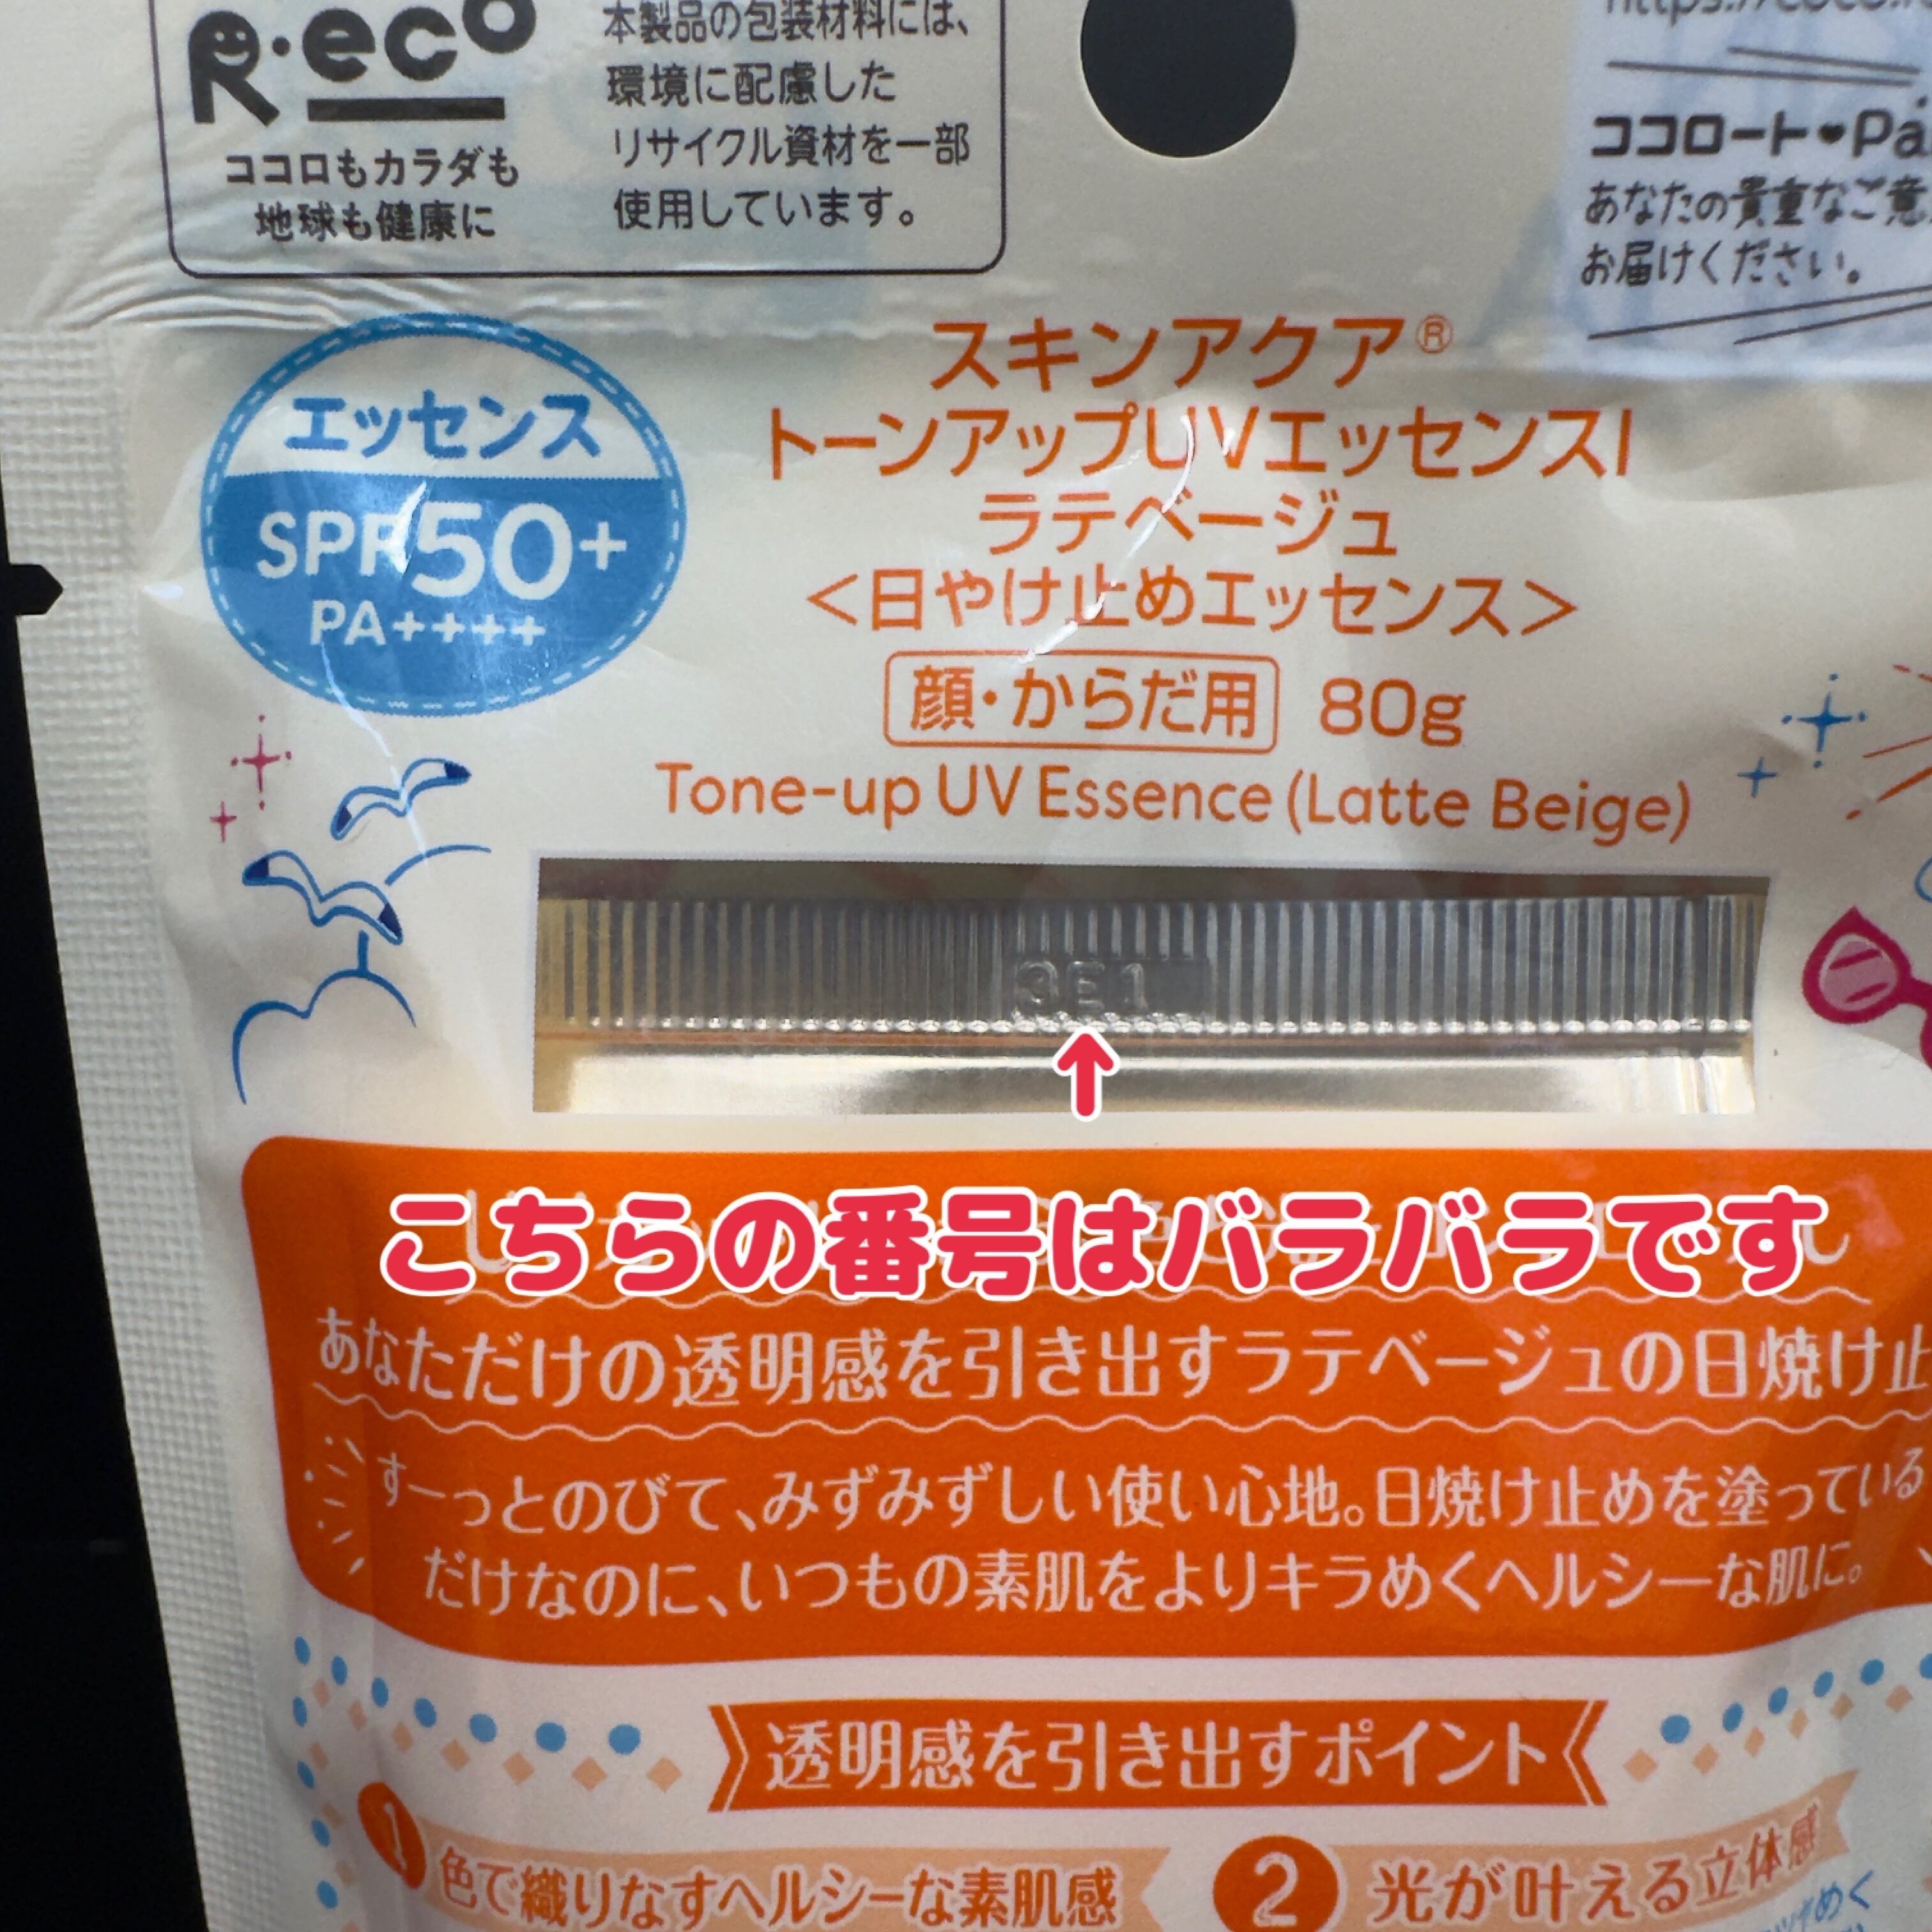 R・eco
ココロもカラダも
地球も健康に
本製品の包装材料には、
環境に配慮した
リサイクル資材を一部
使用しています。
ココロート♥Pa
あなたの貴重なご意
お届けください。
エッセンス
SPF50+
PA++++
スキンアクア®
トーンアップUVエッセンスI
ラテベージュ
<日やけ止めエッセンス>
顔・からだ用 80g
Tone-up UV Essence (Latte Beige)
3E1
↑
こちらの番号はバラバラです
あなただけの透明感を引き出すラテベージュの日焼け止
すーっとのびて、みずみずしい使い心地。日焼け止めを塗っている
だけなのに、いつもの素肌をよりキラめくヘルシーな肌に。
透明感を引き出すポイント
1 色で織りなすヘルシーな素肌感
2 光が叶える立体感
めく